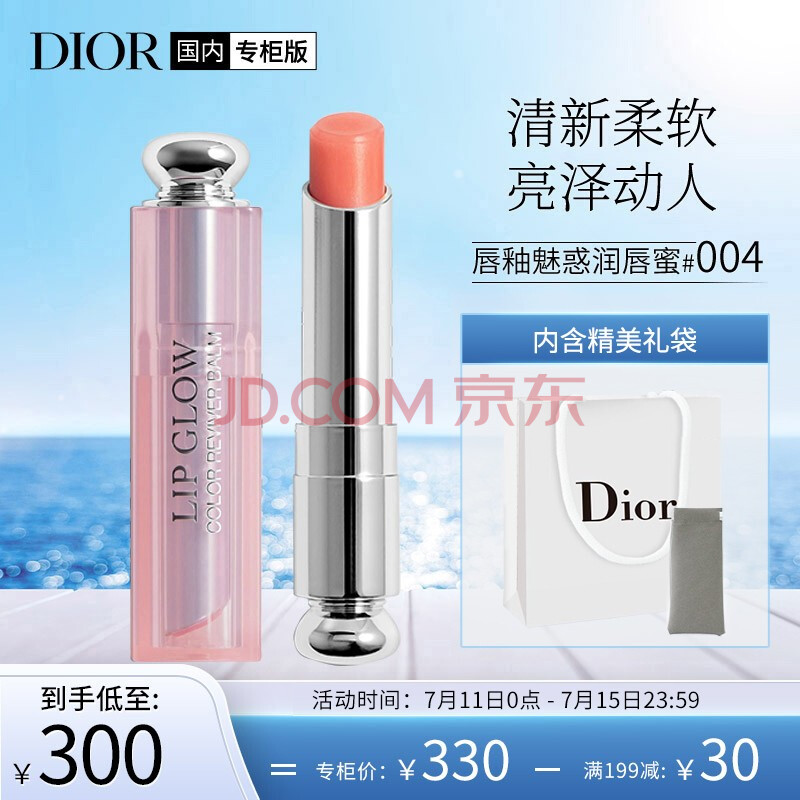 DIOR 国内 专柜版
清新柔软
亮泽动人
唇釉魅惑润唇蜜#004
内含精美礼袋
LIP GLOW
COLOR REVIVER BALM
JD.COM 京东
Dior
到手低至:
¥300
活动时间：7月11日0点 - 7月15日23:59
= 专柜价: ¥330 - 满199减: ¥30